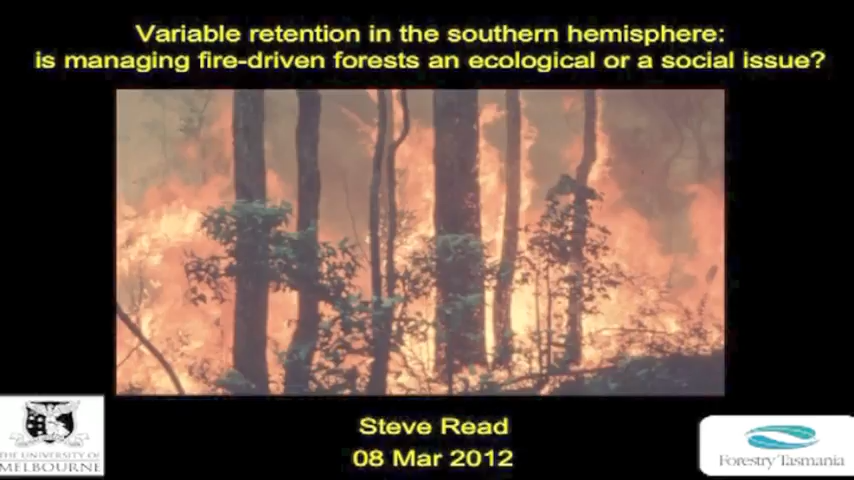 Variable retention in the southern hemisphere:
is managing fire-driven forests an ecological or a social issue?
Steve Read
08 Mar 2012
THE UNIVERSITY OF
MELBOURNE
Forestry Tasmania